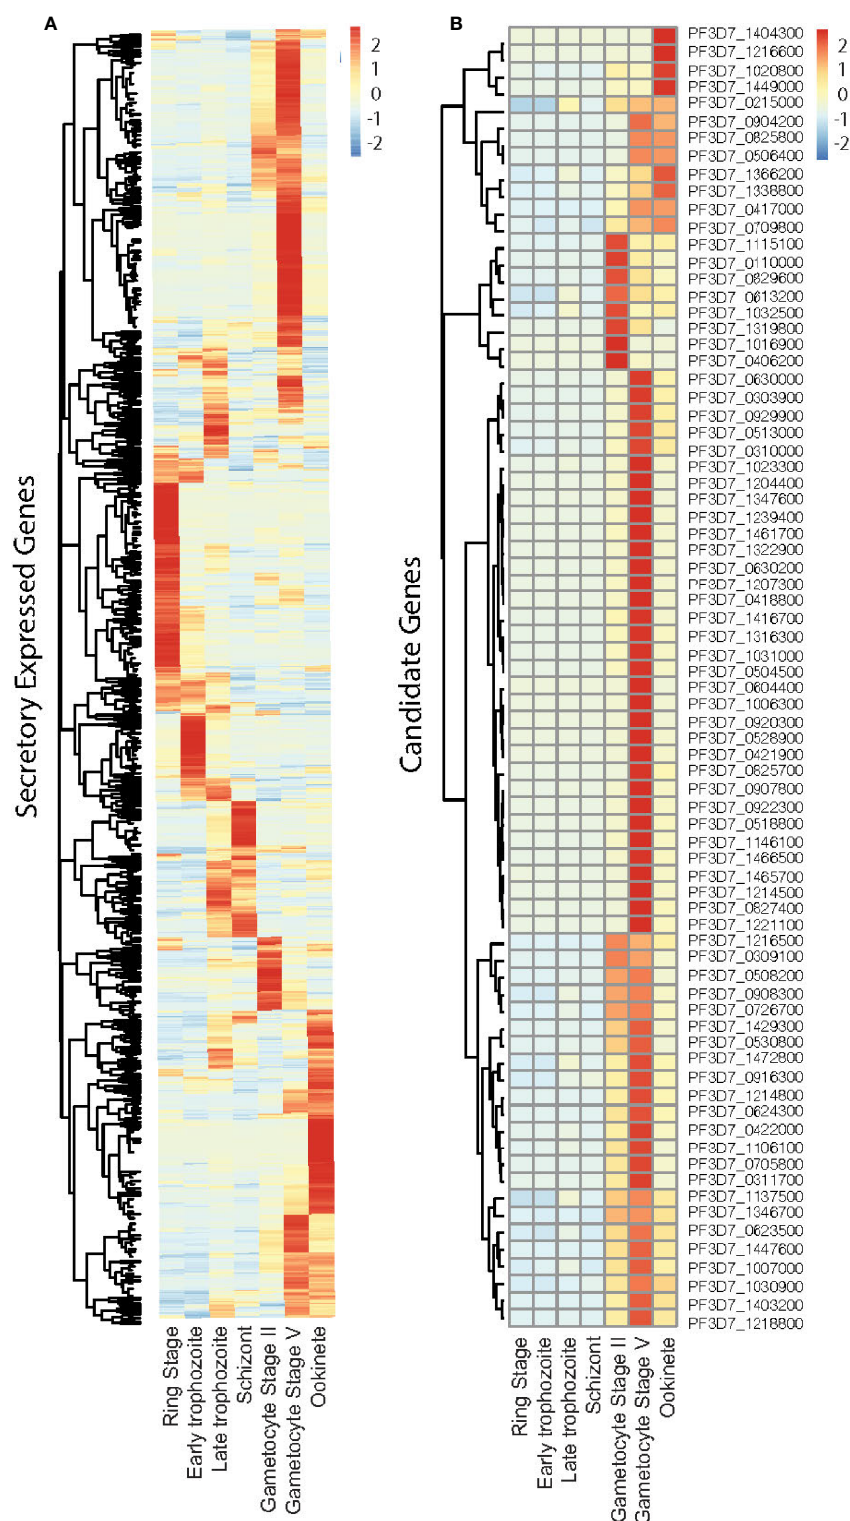 A
2
1
0
-1
-2
Secretory Expressed Genes
Ring Stage
Early trophozoite
Late trophozoite
Schizont
Gametocyte Stage II
Gametocyte Stage V
Ookinete
B
2
1
0
-1
-2
Candidate Genes
PF3D7_1404300
PF3D7_1216600
PF3D7_1020800
PF3D7_1449000
PF3D7_0215000
PF3D7_0904200
PF3D7_0825800
PF3D7_0506400
PF3D7_1366200
PF3D7_1338800
PF3D7_0417000
PF3D7_0709800
PF3D7_1115100
PF3D7_0110000
PF3D7_0829600
PF3D7_0613200
PF3D7_1032500
PF3D7_1319800
PF3D7_1016900
PF3D7_0406200
PF3D7_0630000
PF3D7_0303900
PF3D7_0929900
PF3D7_0513000
PF3D7_0310000
PF3D7_1023300
PF3D7_1204400
PF3D7_1347600
PF3D7_1239400
PF3D7_1461700
PF3D7_1322900
PF3D7_0630200
PF3D7_1207300
PF3D7_0418800
PF3D7_1416700
PF3D7_1316300
PF3D7_1031000
PF3D7_0504500
PF3D7_0604400
PF3D7_1006300
PF3D7_0920300
PF3D7_0528900
PF3D7_0421900
PF3D7_0825700
PF3D7_0907800
PF3D7_0922300
PF3D7_0518800
PF3D7_1146100
PF3D7_1466500
PF3D7_1465700
PF3D7_1214500
PF3D7_0827400
PF3D7_1221100
PF3D7_1216500
PF3D7_0309100
PF3D7_0508200
PF3D7_0908300
PF3D7_0726700
PF3D7_1429300
PF3D7_0530800
PF3D7_1472800
PF3D7_0916300
PF3D7_1214800
PF3D7_0624300
PF3D7_0422000
PF3D7_1106100
PF3D7_0705800
PF3D7_0311700
PF3D7_1137500
PF3D7_1346700
PF3D7_0623500
PF3D7_1447600
PF3D7_1007000
PF3D7_1030900
PF3D7_1403200
PF3D7_1218800
Ring Stage
Early trophozoite
Late trophozoite
Schizont
Gametocyte Stage II
Gametocyte Stage V
Ookinete